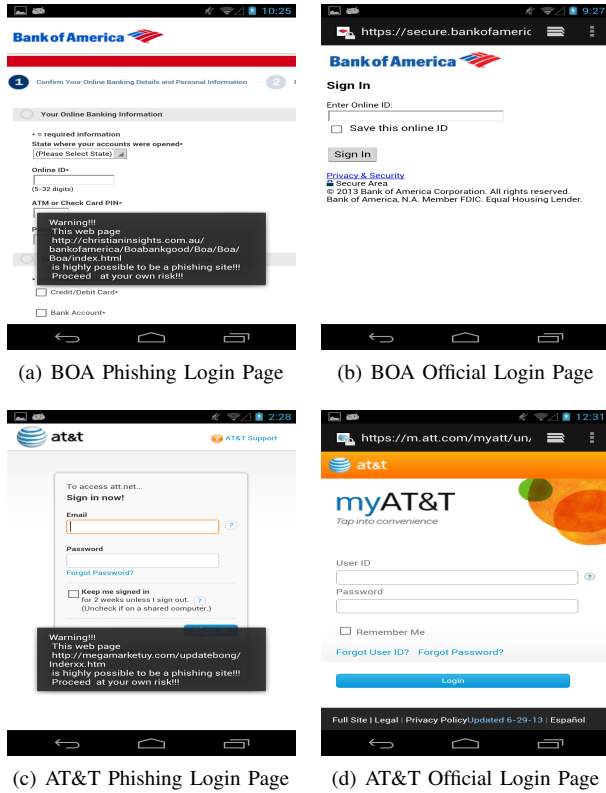 10:25
Bank of America
1 Confirm Your Online Banking Details and Personal Information 2
Your Online Banking Information
* = required information
State where your accounts were opened*
(Please Select State)
Online ID*
(5-32 digits)
ATM or Check Card PIN*
Warning!!!
This web page
http://christianinsights.com.au/
bankofamerica/Boabankgood/Boa/Boa/
Boa/index.html
is highly possible to be a phishing site!!!
Proceed at your own risk!!!
Credit/Debit Card*
Bank Account*
(a) BOA Phishing Login Page
9:27
https://secure.bankofameric
Bank of America
Sign In
Enter Online ID:
Save this online ID
Sign In
Privacy & Security
Secure Area
© 2013 Bank of America Corporation. All rights reserved.
Bank of America, N.A. Member FDIC. Equal Housing Lender.
(b) BOA Official Login Page
2:28
at&t
AT&T Support
To access att.net...
Sign in now!
Email
?
Password
Forgot Password?
Keep me signed in
for 2 weeks unless I sign out. ?
(Uncheck if on a shared computer.)
Warning!!!
This web page
http://megamarketuy.com/updatebong/
Inderxx.htm
is highly possible to be a phishing site!!!
Proceed at your own risk!!!
(c) AT&T Phishing Login Page
12:31
https://m.att.com/myatt/un/
at&t
myAT&T
Tap into convenience
User ID
?
Password
Remember Me
Forgot User ID? Forgot Password?
Login
Full Site | Legal | Privacy PolicyUpdated 6-29-13 | Español
(d) AT&T Official Login Page